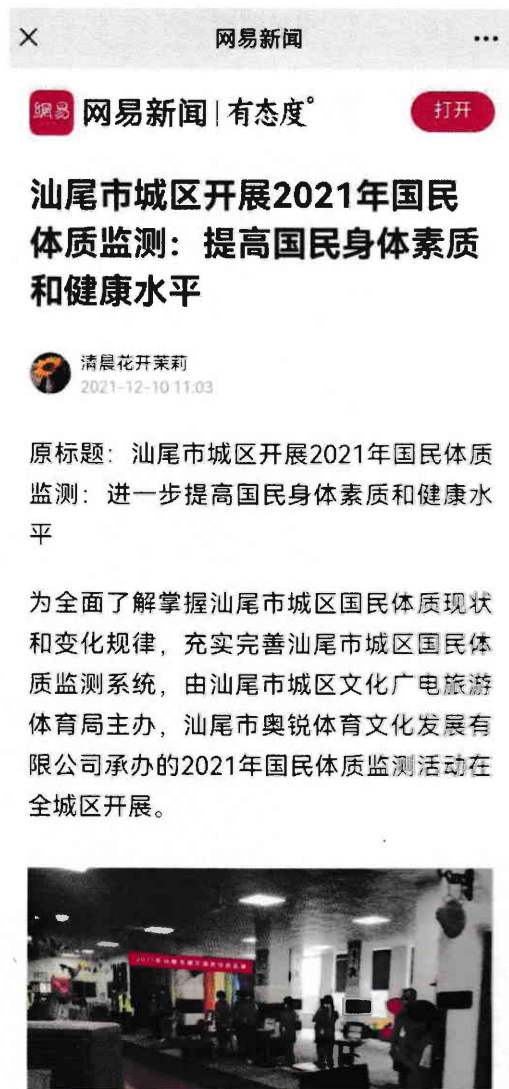 网易新闻
網易 网易新闻|有态度°
打开
汕尾市城区开展2021年国民
体质监测：提高国民身体素质
和健康水平
清晨花开茉莉
2021-12-10 11:03
原标题：汕尾市城区开展2021年国民体质
监测：进一步提高国民身体素质和健康水
平
为全面了解掌握汕尾市城区国民体质现状
和变化规律，充实完善汕尾市城区国民体
质监测系统，由汕尾市城区文化广电旅游
体育局主办，汕尾市奥锐体育文化发展有
限公司承办的2021年国民体质监测活动在
全城区开展。